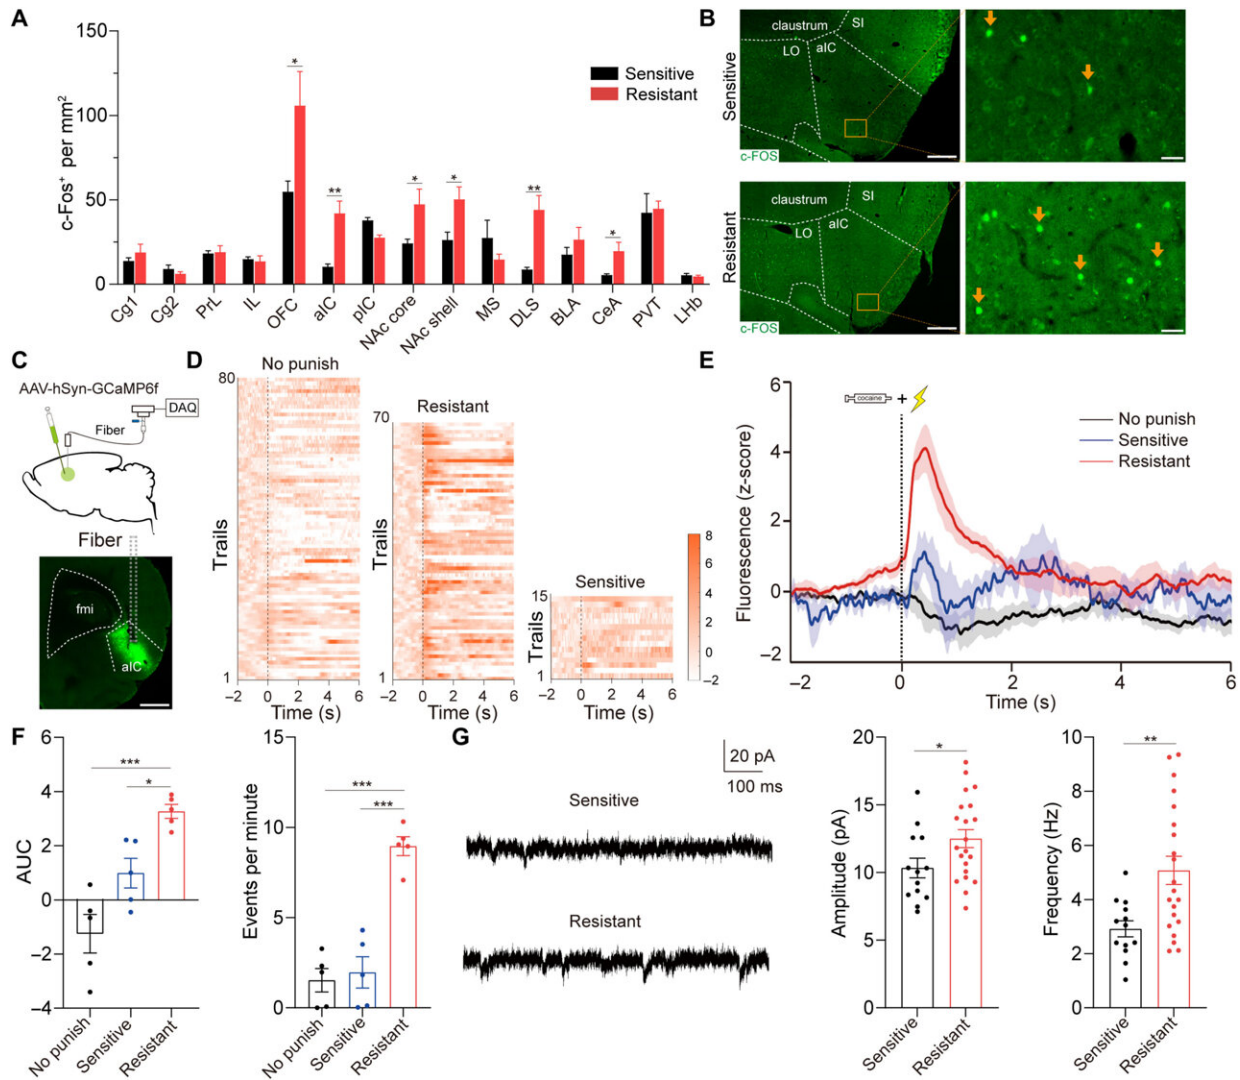 A
c-Fos⁺ per mm²
150
100
50
0
Sensitive
Resistant
*
**
*
*
**
*
Cg1
Cg2
PrL
IL
OFC
aIC
pIC
NAc core
NAc shell
MS
DLS
BLA
CeA
PVT
LHb
B
Sensitive
claustrum
SI
LO
aIC
c-FOS
Resistant
claustrum
SI
LO
aIC
c-FOS
C
AAV-hSyn-GCaMP6f
DAQ
Fiber
Fiber
fmi
aIC
D
No punish
80
Trails
1
−2 0 2 4 6
Time (s)
Resistant
70
Trails
1
−2 0 2 4 6
Time (s)
Sensitive
15
Trails
1
−2 0 2 4 6
Time (s)
8
6
4
2
0
−2
E
Fluorescence (z-score)
6
4
2
0
−2
cocaine +
No punish
Sensitive
Resistant
−2 0 2 4 6
Time (s)
F
AUC
6
4
2
0
−2
−4
***
*
No punish
Sensitive
Resistant
Events per minute
15
10
5
0
***
***
No punish
Sensitive
Resistant
G
20 pA
100 ms
Sensitive
Resistant
Amplitude (pA)
20
15
10
5
0
*
Sensitive
Resistant
Frequency (Hz)
10
8
6
4
2
0
**
Sensitive
Resistant